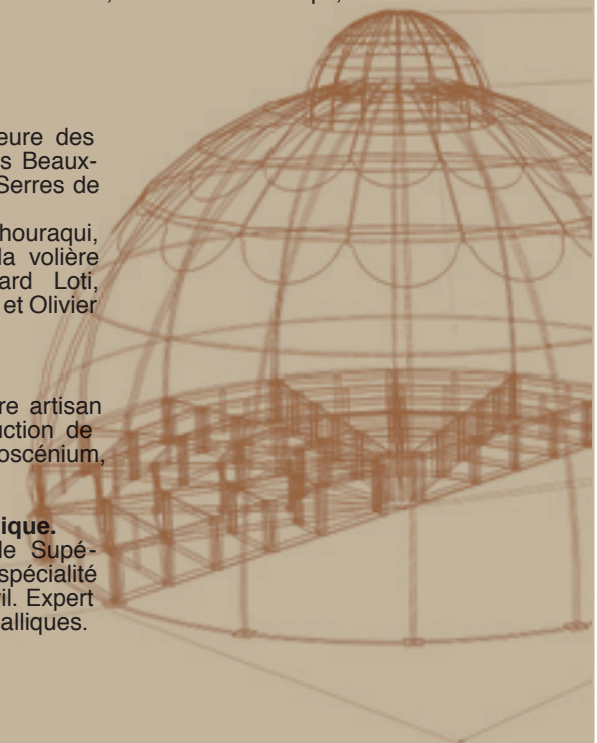 eure des
s Beaux-
Serres de
houraqui,
la volière
ard Loti,
et Olivier
re artisan
uction de
oscénium,
ique.
le Supé-
spécialité
il. Expert
alliques.